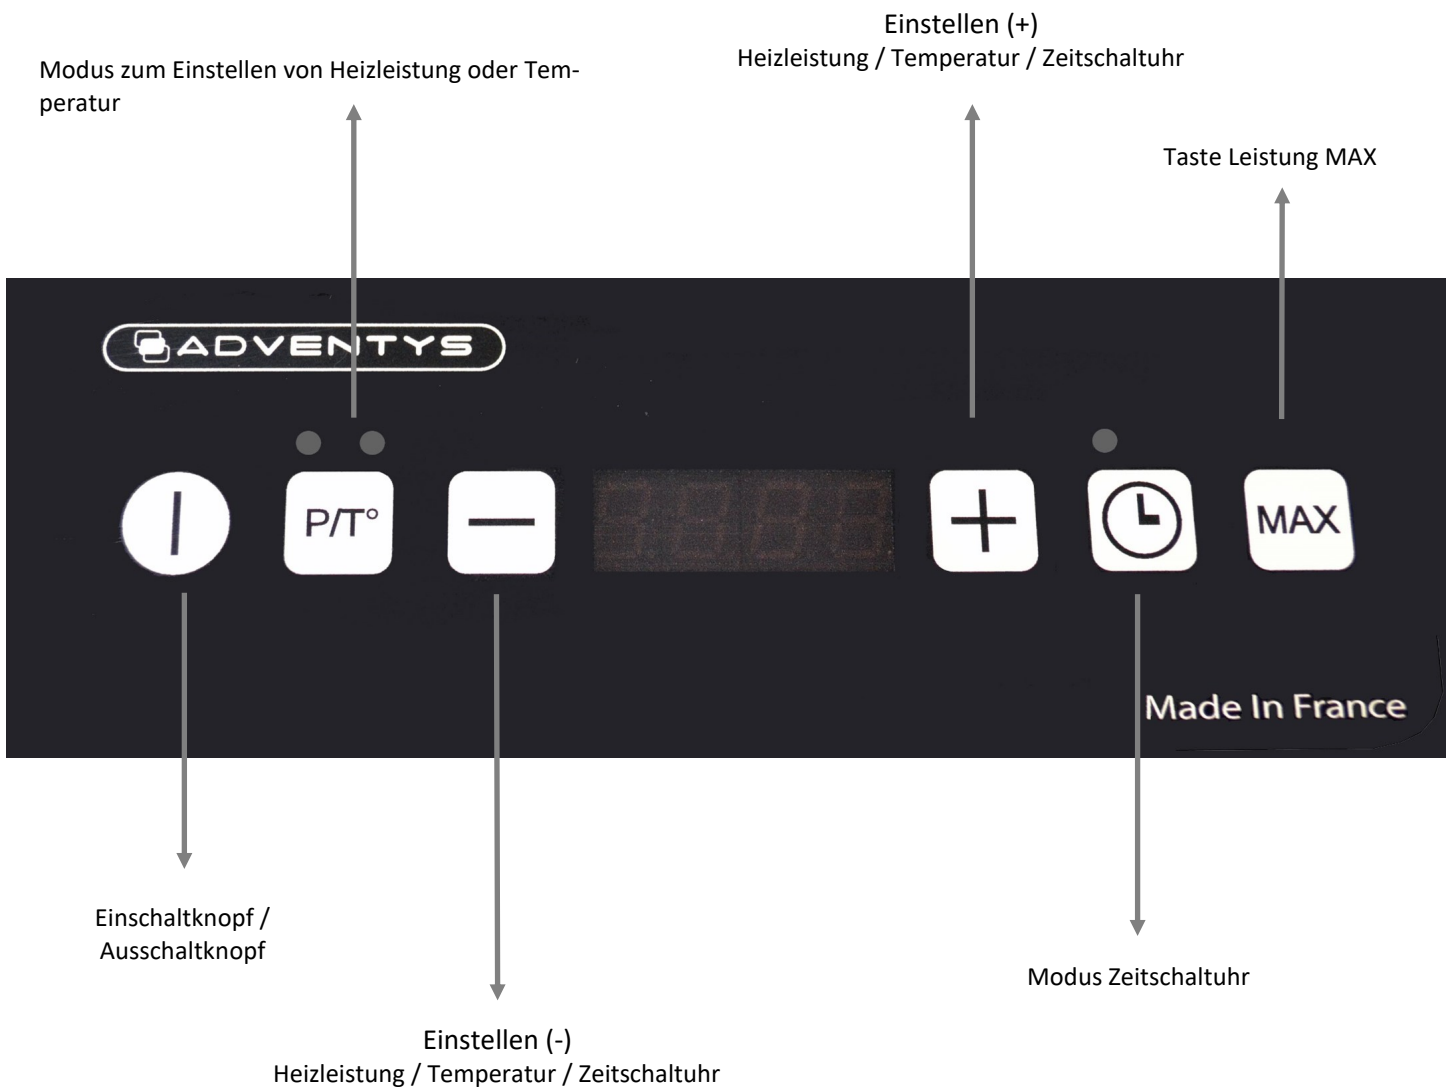 Einstellen (+)
Heizleistung / Temperatur / Zeitschaltuhr
Modus zum Einstellen von Heizleistung oder Tem-
peratur
Taste Leistung MAX
ADVENTYS
P/T°
MAX
Made In France
Einschaltknopf /
Ausschaltknopf
Modus Zeitschaltuhr
Einstellen (-)
Heizleistung / Temperatur / Zeitschaltuhr